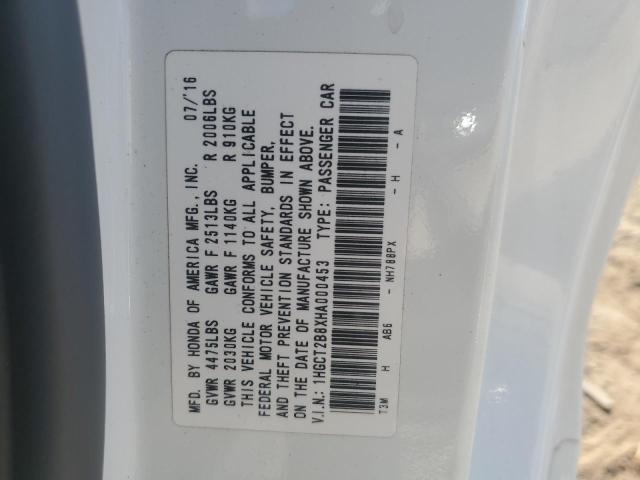 MFD. BY HONDA OF AMERICA MFG., INC. 07/'16
GVWR 4475LBS GAWR F 2513LBS R 2006LBS
GVWR 2030KG GAWR F 1140KG R 910KG
THIS VEHICLE CONFORMS TO ALL APPLICABLE
FEDERAL MOTOR VEHICLE SAFETY, BUMPER,
AND THEFT PREVENTION STANDARDS IN EFFECT
ON THE DATE OF MANUFACTURE SHOWN ABOVE.
V.I.N.: 1HGCT2B8XHA000453 TYPE: PASSENGER CAR
T3M H AB6 - NH788PX - H - A